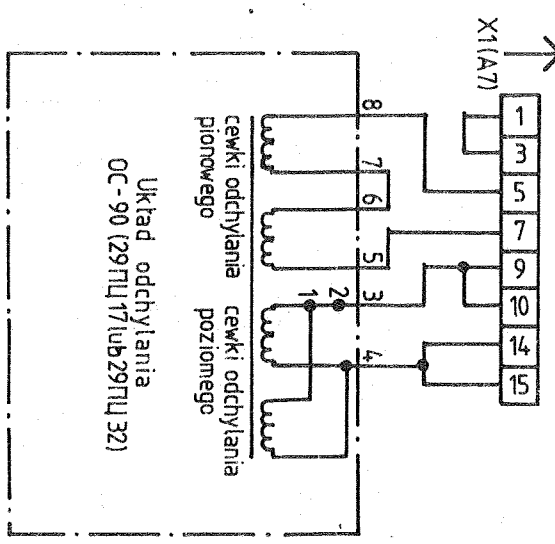 X1(A7)
1
3
5
7
9
10
14
15
8
7
6
5
3
2
1
4
cewki odchylania
pionowego
cewki odchylania
poziomego
Układ odchylania
OC-90 (29ПЦ17 lub 29ПЦ32)